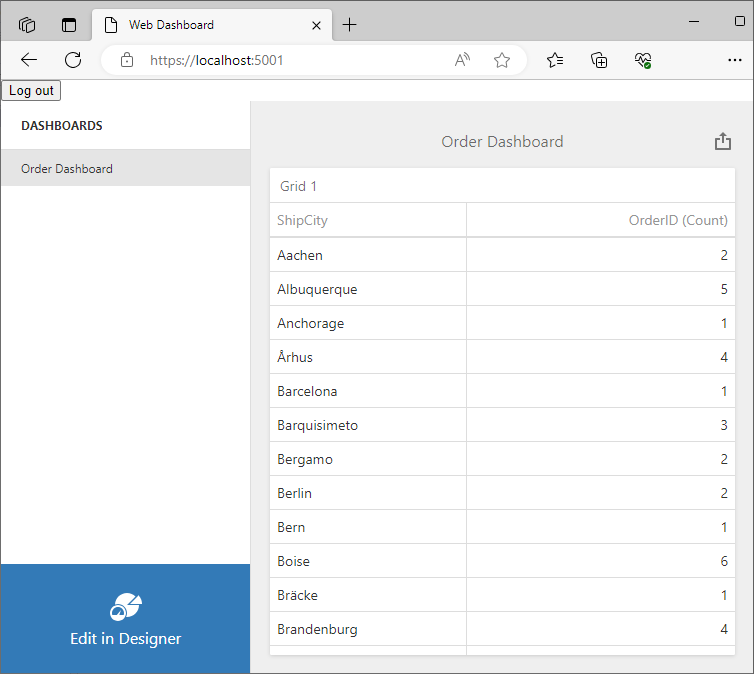 Web Dashboard
https://localhost:5001
Log out
DASHBOARDS
Order Dashboard
Edit in Designer
Order Dashboard
Grid 1
ShipCity OrderID (Count)
Aachen 2
Albuquerque 5
Anchorage 1
Århus 4
Barcelona 1
Barquisimeto 3
Bergamo 2
Berlin 2
Bern 1
Boise 6
Bräcke 1
Brandenburg 4